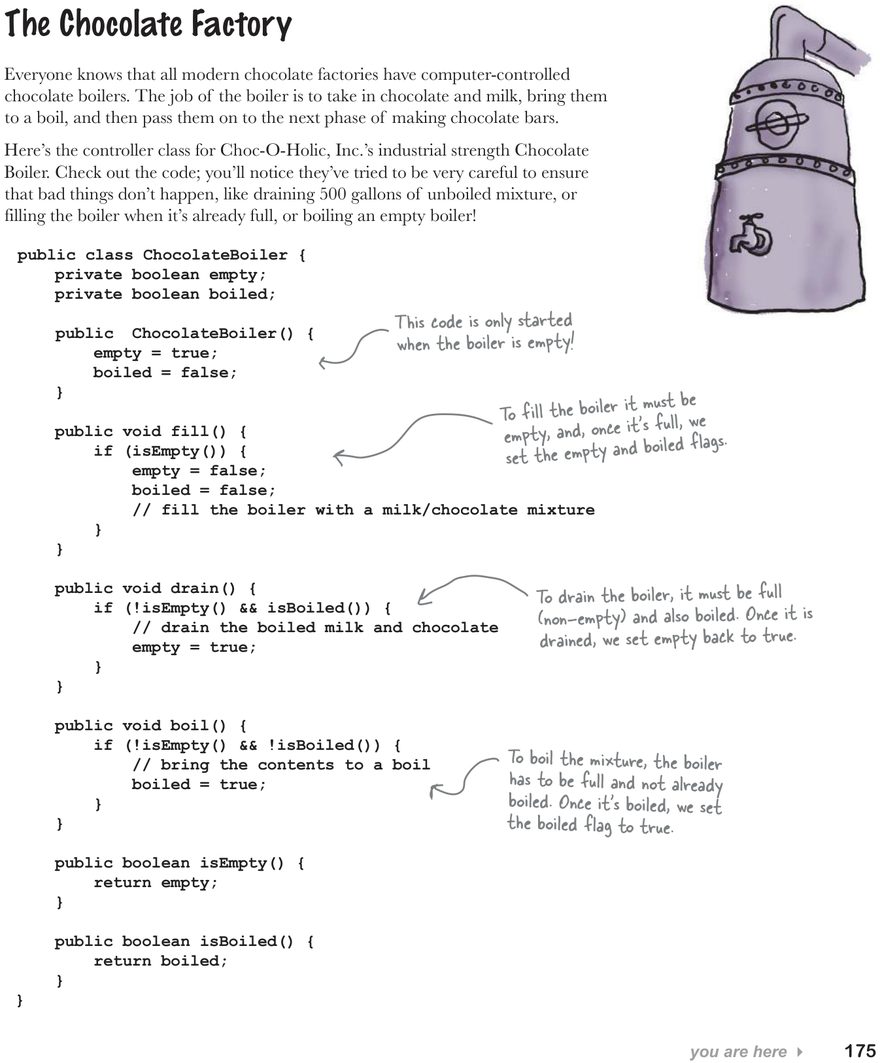 The Chocolate Factory
Everyone knows that all modern chocolate factories have computer-controlled
chocolate boilers. The job of the boiler is to take in chocolate and milk, bring them
to a boil, and then pass them on to the next phase of making chocolate bars.
Here’s the controller class for Choc-O-Holic, Inc.’s industrial strength Chocolate
Boiler. Check out the code; you’ll notice they’ve tried to be very careful to ensure
that bad things don’t happen, like draining 500 gallons of unboiled mixture, or
filling the boiler when it’s already full, or boiling an empty boiler!
public class ChocolateBoiler {
    private boolean empty;
    private boolean boiled;
    public  ChocolateBoiler() {
        empty = true;
        boiled = false;
    }
This code is only started
when the boiler is empty!
    public void fill() {
        if (isEmpty()) {
            empty = false;
            boiled = false;
            // fill the boiler with a milk/chocolate mixture
        }
    }
To fill the boiler it must be
empty, and, once it’s full, we
set the empty and boiled flags.
    public void drain() {
        if (!isEmpty() && isBoiled()) {
            // drain the boiled milk and chocolate
            empty = true;
        }
    }
To drain the boiler, it must be full
(non-empty) and also boiled. Once it is
drained, we set empty back to true.
    public void boil() {
        if (!isEmpty() && !isBoiled()) {
            // bring the contents to a boil
            boiled = true;
        }
    }
To boil the mixture, the boiler
has to be full and not already
boiled. Once it’s boiled, we set
the boiled flag to true.
    public boolean isEmpty() {
        return empty;
    }
    public boolean isBoiled() {
        return boiled;
    }
}
you are here 175